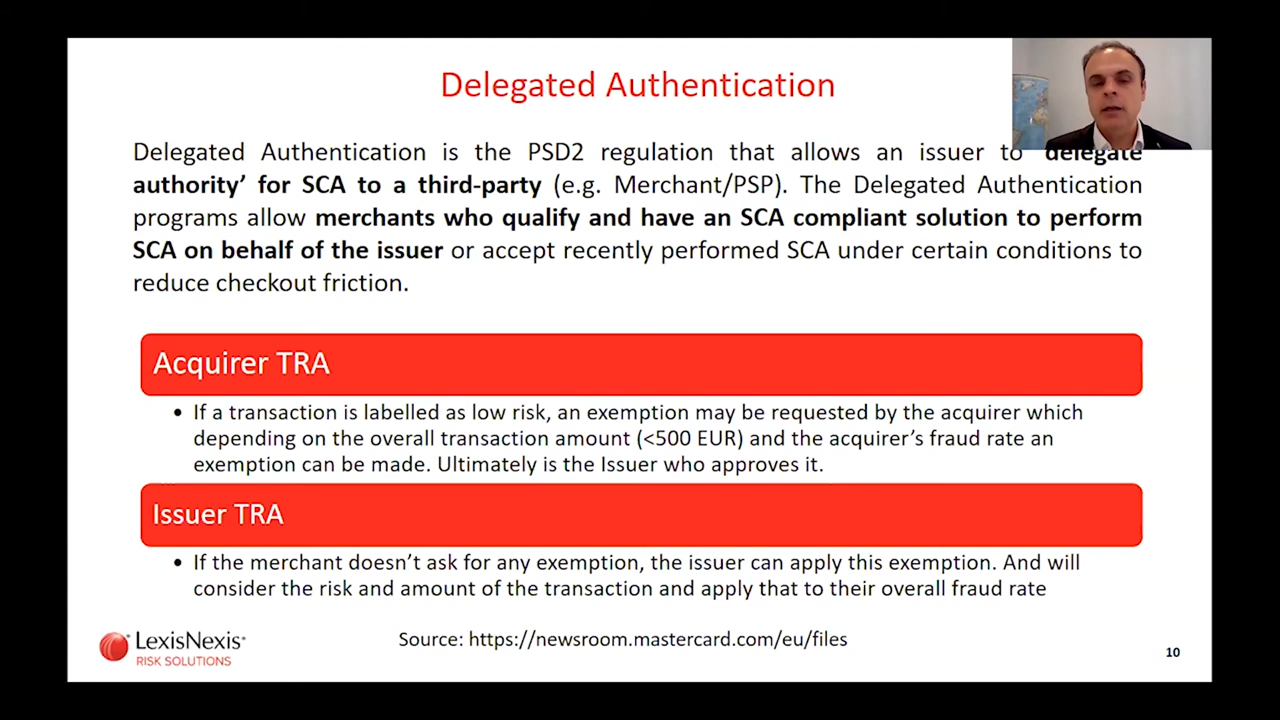 Delegated Authentication
Delegated Authentication is the PSD2 regulation that allows an issuer to ‘delegate
authority’ for SCA to a third-party (e.g. Merchant/PSP). The Delegated Authentication
programs allow merchants who qualify and have an SCA compliant solution to perform
SCA on behalf of the issuer or accept recently performed SCA under certain conditions to
reduce checkout friction.
Acquirer TRA
• If a transaction is labelled as low risk, an exemption may be requested by the acquirer which
depending on the overall transaction amount (<500 EUR) and the acquirer’s fraud rate an
exemption can be made. Ultimately is the Issuer who approves it.
Issuer TRA
• If the merchant doesn’t ask for any exemption, the issuer can apply this exemption. And will
consider the risk and amount of the transaction and apply that to their overall fraud rate
LexisNexis®
RISK SOLUTIONS
Source: https://newsroom.mastercard.com/eu/files
10